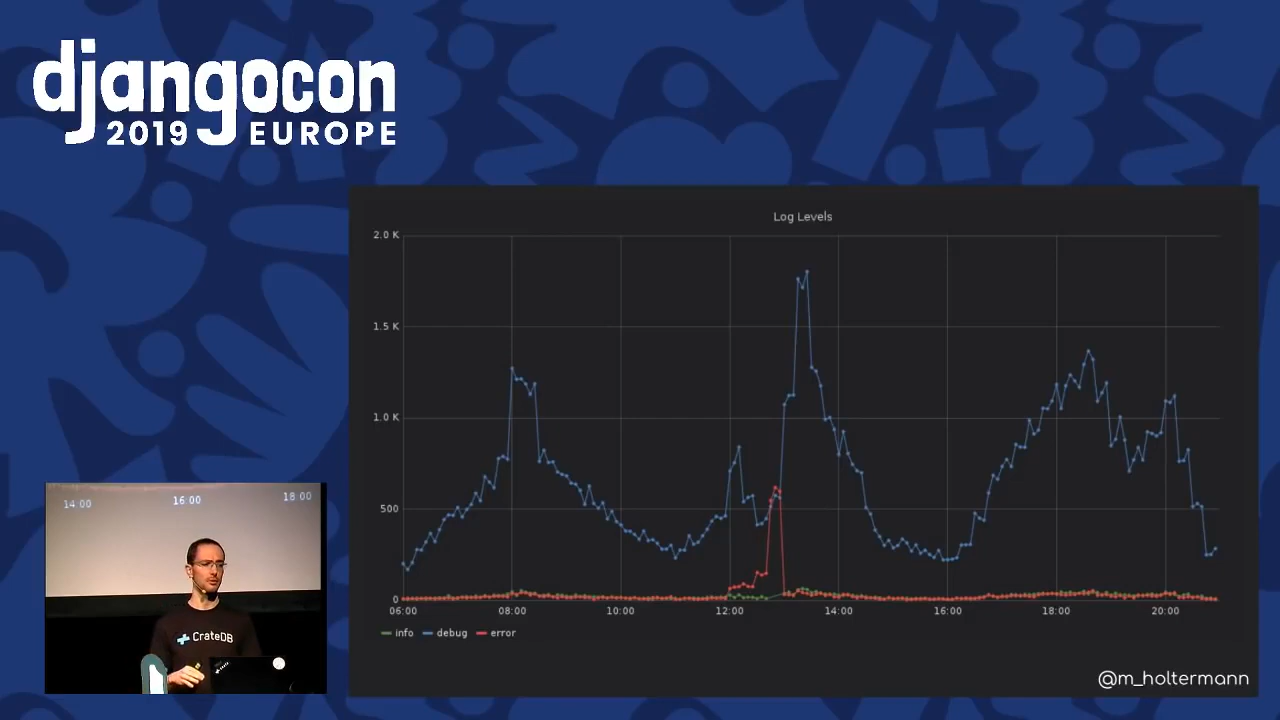 djangocon
2019 EUROPE
Log Levels
2.0 K
1.5 K
1.0 K
500
0
06:00 08:00 10:00 12:00 14:00 16:00 18:00 20:00
info debug error
@m_holtermann
14:00 16:00 18:00
CrateDB